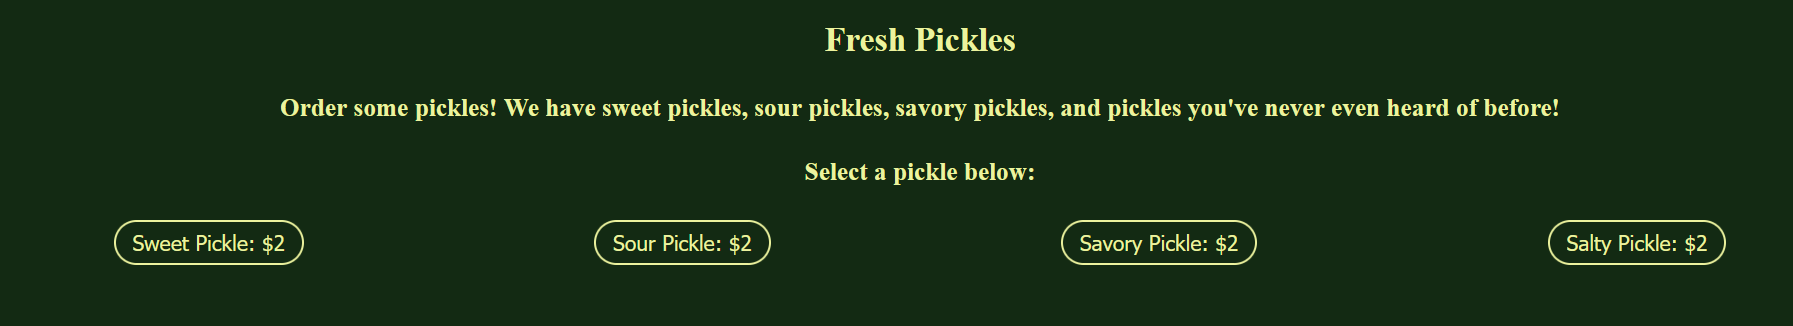 Fresh Pickles
Order some pickles! We have sweet pickles, sour pickles, savory pickles, and pickles you've never even heard of before!
Select a pickle below:
Sweet Pickle: $2
Sour Pickle: $2
Savory Pickle: $2
Salty Pickle: $2